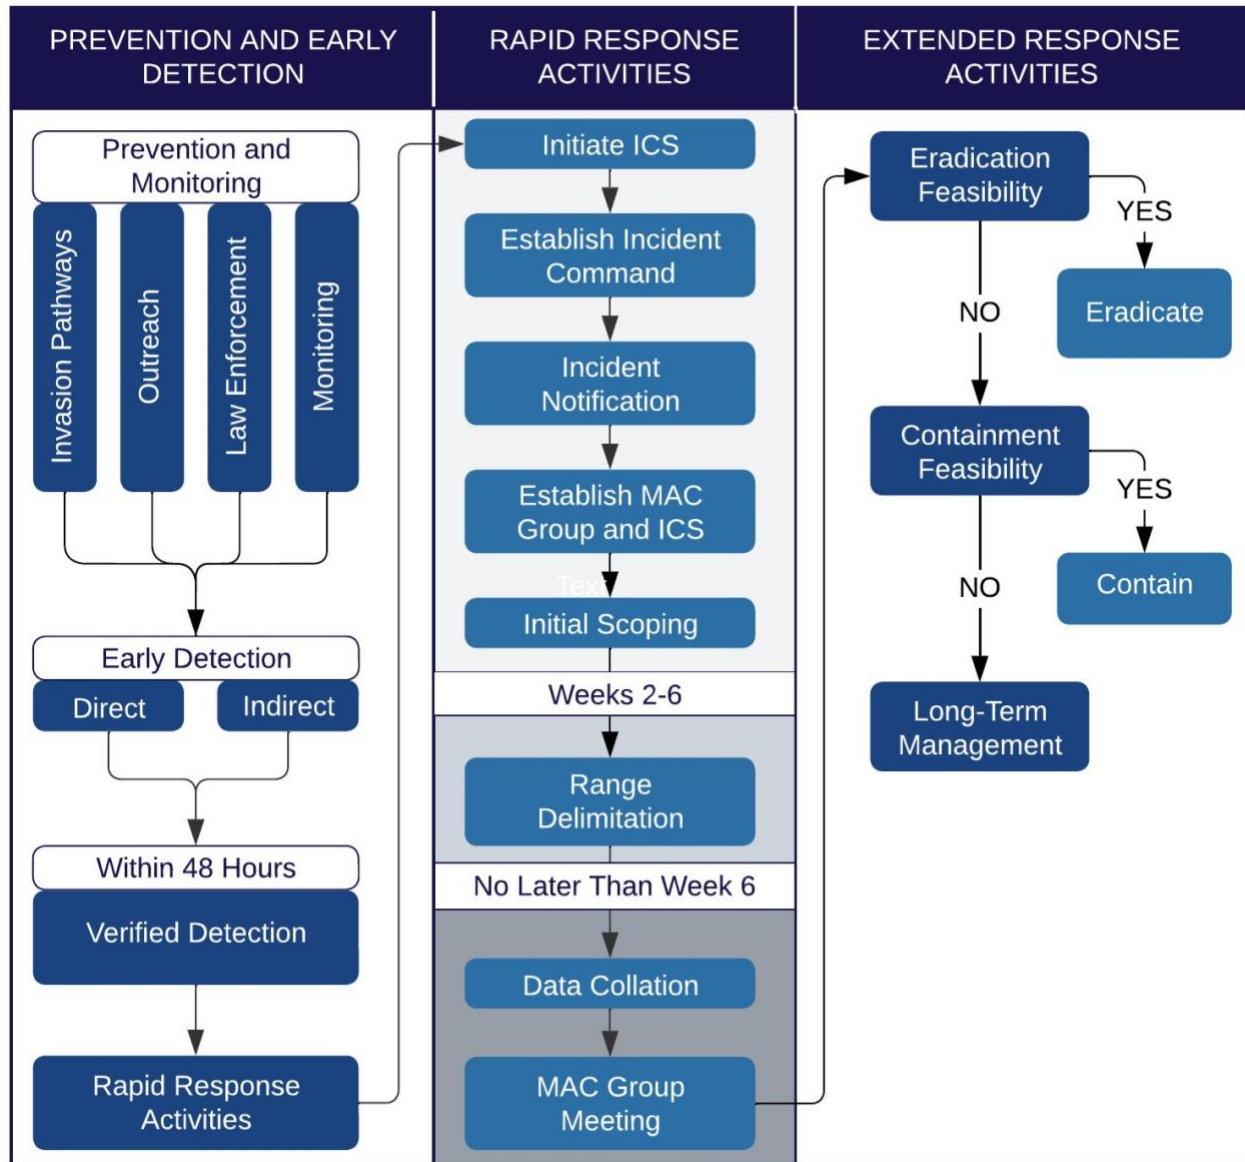 PREVENTION AND EARLY
DETECTION
RAPID RESPONSE
ACTIVITIES
EXTENDED RESPONSE
ACTIVITIES
Prevention and
Monitoring
Invasion Pathways
Outreach
Law Enforcement
Monitoring
Early Detection
Direct
Indirect
Within 48 Hours
Verified Detection
Rapid Response
Activities
Initiate ICS
Establish Incident
Command
Incident
Notification
Establish MAC
Group and ICS
Text
Initial Scoping
Weeks 2-6
Range
Delimitation
No Later Than Week 6
Data Collation
MAC Group
Meeting
Eradication
Feasibility
YES
Eradicate
NO
Containment
Feasibility
YES
Contain
NO
Long-Term
Management